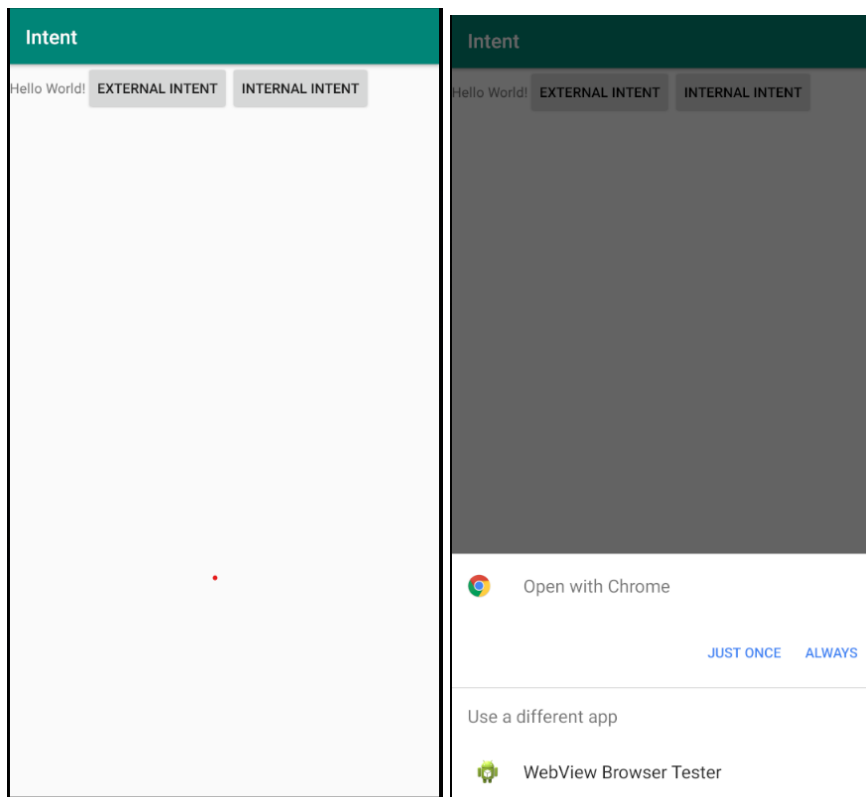 Intent
Hello World! EXTERNAL INTENT INTERNAL INTENT
Intent
Hello World! EXTERNAL INTENT INTERNAL INTENT
Open with Chrome
JUST ONCE ALWAYS
Use a different app
WebView Browser Tester